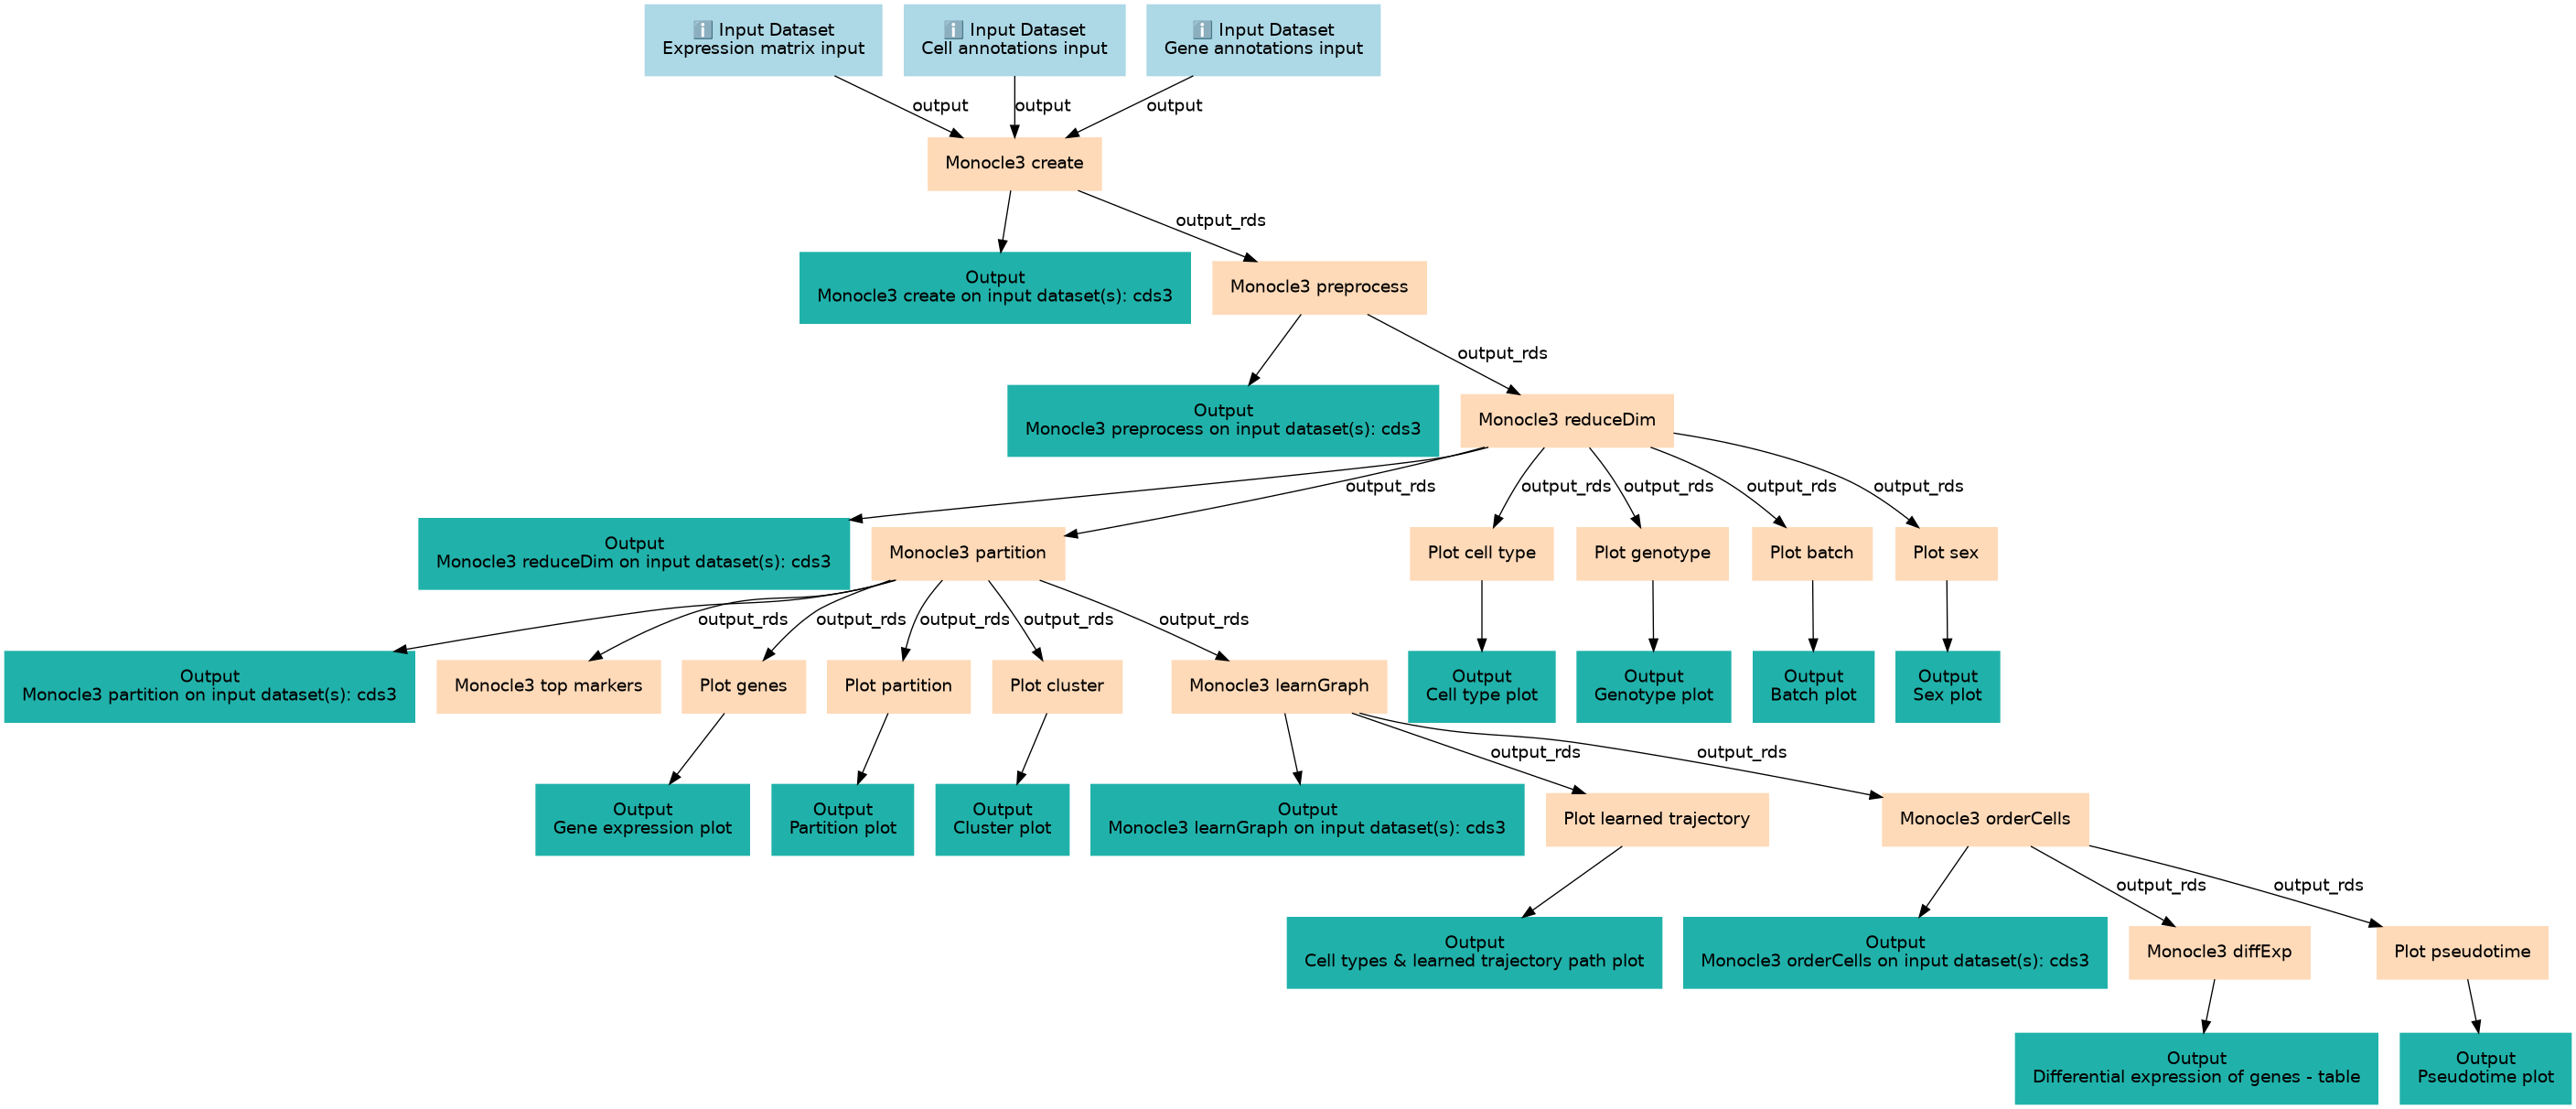 ℹ️ Input Dataset
Expression matrix input
ℹ️ Input Dataset
Cell annotations input
ℹ️ Input Dataset
Gene annotations input
output
output
output
Monocle3 create
output_rds
Output
Monocle3 create on input dataset(s): cds3
Monocle3 preprocess
output_rds
Output
Monocle3 preprocess on input dataset(s): cds3
Monocle3 reduceDim
output_rds
output_rds
output_rds
output_rds
output_rds
Output
Monocle3 reduceDim on input dataset(s): cds3
Monocle3 partition
Plot cell type
Plot genotype
Plot batch
Plot sex
output_rds
output_rds
output_rds
output_rds
output_rds
Output
Monocle3 partition on input dataset(s): cds3
Monocle3 top markers
Plot genes
Plot partition
Plot cluster
Monocle3 learnGraph
Output
Cell type plot
Output
Genotype plot
Output
Batch plot
Output
Sex plot
output_rds
output_rds
Output
Gene expression plot
Output
Partition plot
Output
Cluster plot
Output
Monocle3 learnGraph on input dataset(s): cds3
Plot learned trajectory
Monocle3 orderCells
output_rds
output_rds
Output
Cell types & learned trajectory path plot
Output
Monocle3 orderCells on input dataset(s): cds3
Monocle3 diffExp
Plot pseudotime
Output
Differential expression of genes - table
Output
Pseudotime plot